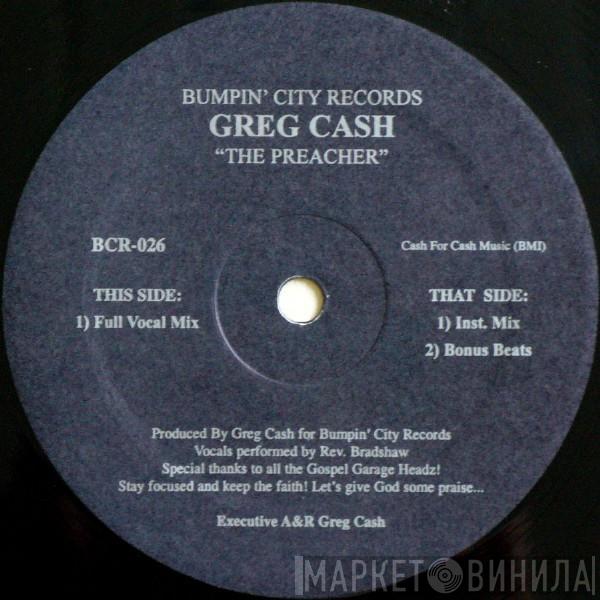 BUMPIN' CITY RECORDS
GREG CASH
“THE PREACHER”
BCR-026
Cash For Cash Music (BMI)
THIS SIDE:
1) Full Vocal Mix
THAT SIDE:
1) Inst. Mix
2) Bonus Beats
Produced By Greg Cash for Bumpin' City Records
Vocals performed by Rev. Bradshaw
Special thanks to all the Gospel Garage Headz!
Stay focused and keep the faith! Let's give God some praise...
Executive A&R Greg Cash
МАРКЕТ ВИНИЛА